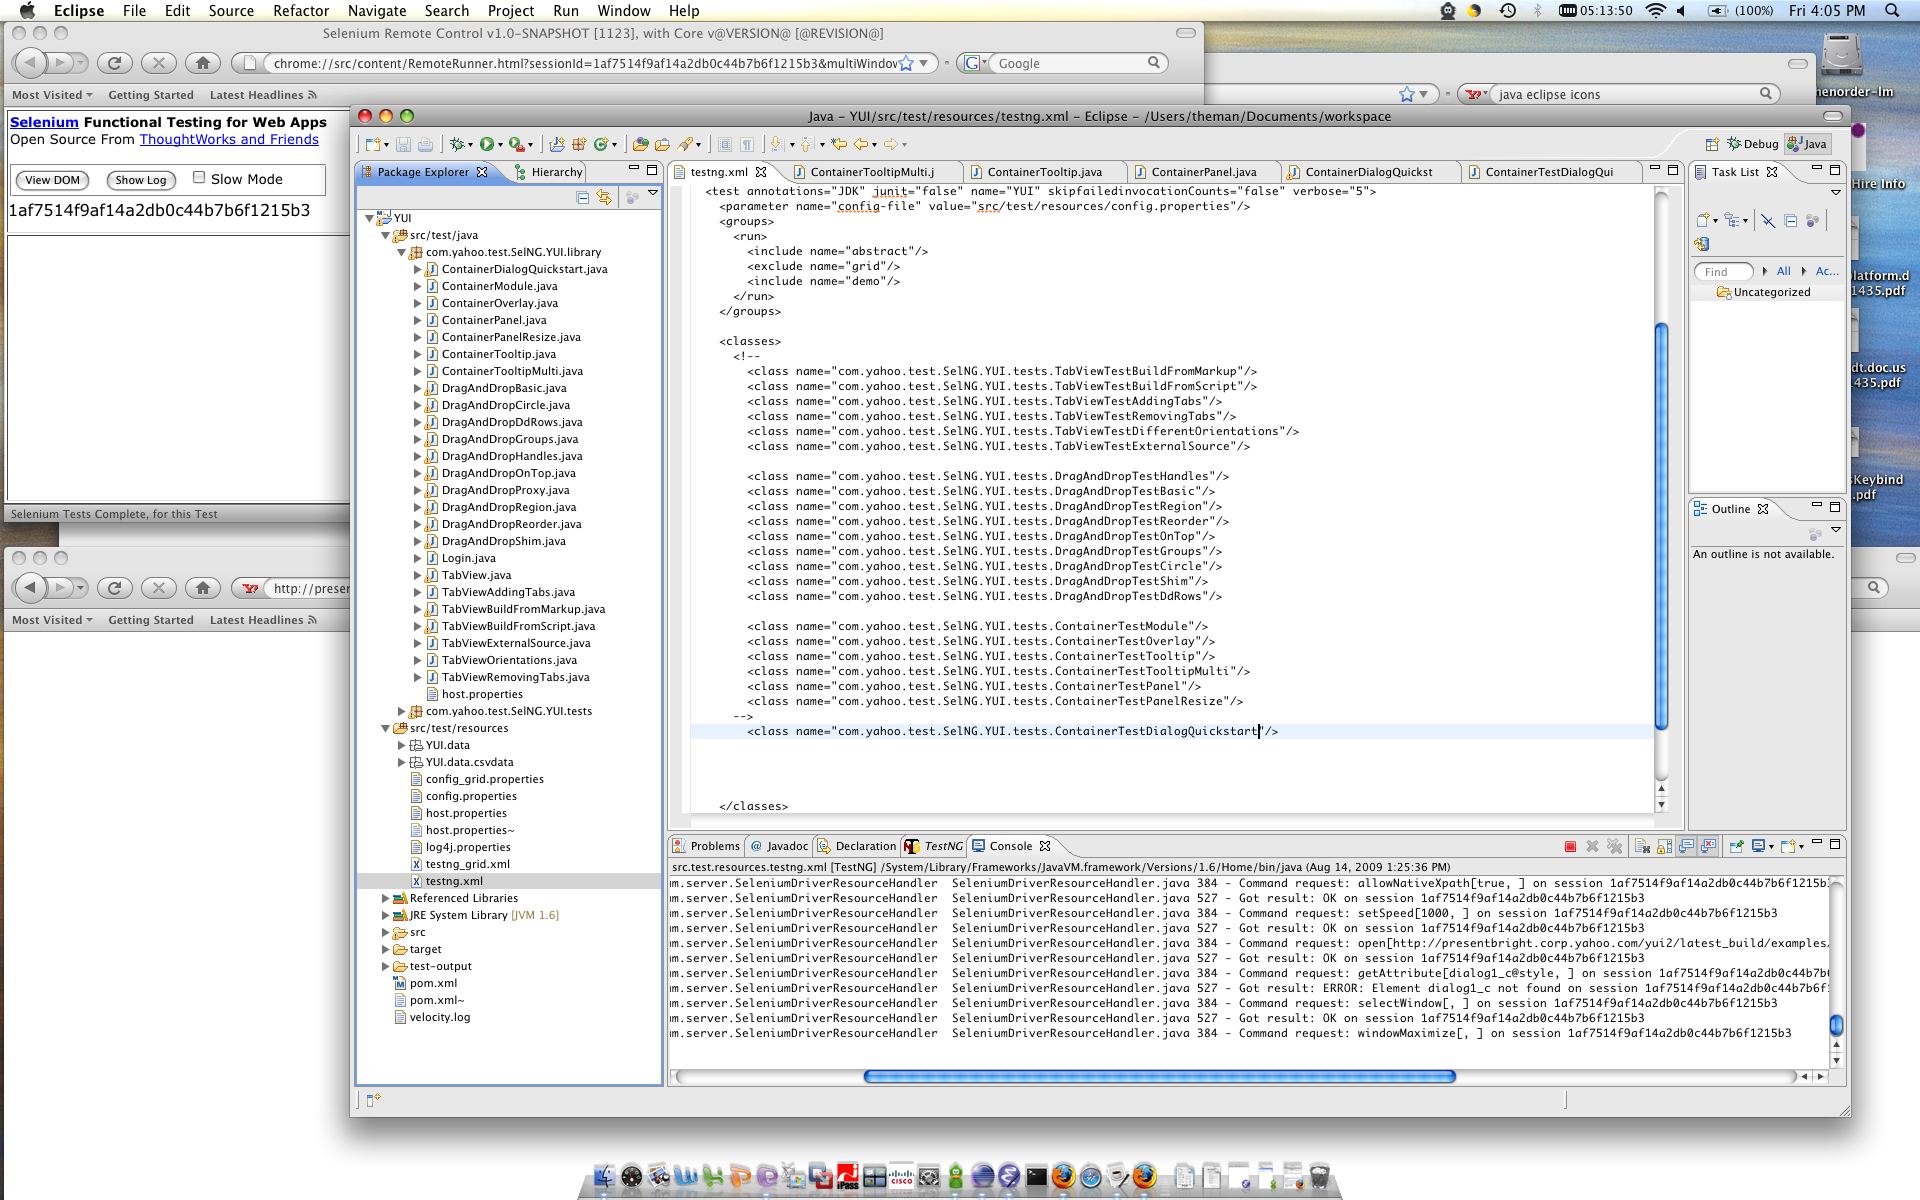 Eclipse File Edit Source Refactor Navigate Search Project Run Window Help
05:13:50 (100%) Fri 4:05 PM
Selenium Remote Control v1.0-SNAPSHOT [1123], with Core v@VERSION@ [@REVISION@]
chrome://src/content/RemoteRunner.html?sessionId=1af7514f9af14a2db0c44b7b6f1215b3&multiWindow
Google
Most Visited Getting Started Latest Headlines
java eclipse icons
Selenium Functional Testing for Web Apps
Open Source From ThoughtWorks and Friends
View DOM Show Log Slow Mode
1af7514f9af14a2db0c44b7b6f1215b3
Selenium Tests Complete, for this Test
http://preser
Most Visited Getting Started Latest Headlines
Java - YUI/src/test/resources/testng.xml - Eclipse - /Users/theman/Documents/workspace
Debug Java
Package Explorer Hierarchy
YUI
src/test/java
com.yahoo.test.SelNG.YUI.library
ContainerDialogQuickstart.java
ContainerModule.java
ContainerOverlay.java
ContainerPanel.java
ContainerPanelResize.java
ContainerTooltip.java
ContainerTooltipMulti.java
DragAndDropBasic.java
DragAndDropCircle.java
DragAndDropDdRows.java
DragAndDropGroups.java
DragAndDropHandles.java
DragAndDropOnTop.java
DragAndDropProxy.java
DragAndDropRegion.java
DragAndDropReorder.java
DragAndDropShim.java
Login.java
TabView.java
TabViewAddingTabs.java
TabViewBuildFromMarkup.java
TabViewBuildFromScript.java
TabViewExternalSource.java
TabViewOrientations.java
TabViewRemovingTabs.java
host.properties
com.yahoo.test.SelNG.YUI.tests
src/test/resources
YUI.data
YUI.data.csvdata
config_grid.properties
config.properties
host.properties
host.properties~
log4j.properties
testng_grid.xml
testng.xml
Referenced Libraries
JRE System Library [JVM 1.6]
src
target
test-output
pom.xml
pom.xml~
velocity.log
testng.xml ContainerTooltipMulti.j ContainerTooltip.java ContainerPanel.java ContainerDialogQuickst ContainerTestDialogQui
<test annotations="JDK" junit="false" name="YUI" skipfailedinvocationCounts="false" verbose="5">
<parameter name="config-file" value="src/test/resources/config.properties"/>
<groups>
<run>
<include name="abstract"/>
<exclude name="grid"/>
<include name="demo"/>
</run>
</groups>
<classes>
<!--
<class name="com.yahoo.test.SelNG.YUI.tests.TabViewTestBuildFromMarkup"/>
<class name="com.yahoo.test.SelNG.YUI.tests.TabViewTestBuildFromScript"/>
<class name="com.yahoo.test.SelNG.YUI.tests.TabViewTestAddingTabs"/>
<class name="com.yahoo.test.SelNG.YUI.tests.TabViewTestRemovingTabs"/>
<class name="com.yahoo.test.SelNG.YUI.tests.TabViewTestDifferentOrientations"/>
<class name="com.yahoo.test.SelNG.YUI.tests.TabViewTestExternalSource"/>
<class name="com.yahoo.test.SelNG.YUI.tests.DragAndDropTestHandles"/>
<class name="com.yahoo.test.SelNG.YUI.tests.DragAndDropTestBasic"/>
<class name="com.yahoo.test.SelNG.YUI.tests.DragAndDropTestRegion"/>
<class name="com.yahoo.test.SelNG.YUI.tests.DragAndDropTestReorder"/>
<class name="com.yahoo.test.SelNG.YUI.tests.DragAndDropTestOnTop"/>
<class name="com.yahoo.test.SelNG.YUI.tests.DragAndDropTestGroups"/>
<class name="com.yahoo.test.SelNG.YUI.tests.DragAndDropTestCircle"/>
<class name="com.yahoo.test.SelNG.YUI.tests.DragAndDropTestShim"/>
<class name="com.yahoo.test.SelNG.YUI.tests.DragAndDropTestDdRows"/>
<class name="com.yahoo.test.SelNG.YUI.tests.ContainerTestModule"/>
<class name="com.yahoo.test.SelNG.YUI.tests.ContainerTestOverlay"/>
<class name="com.yahoo.test.SelNG.YUI.tests.ContainerTestTooltip"/>
<class name="com.yahoo.test.SelNG.YUI.tests.ContainerTestTooltipMulti"/>
<class name="com.yahoo.test.SelNG.YUI.tests.ContainerTestPanel"/>
<class name="com.yahoo.test.SelNG.YUI.tests.ContainerTestPanelResize"/>
-->
<class name="com.yahoo.test.SelNG.YUI.tests.ContainerTestDialogQuickstart"/>
</classes>
Task List
Find All Ac...
Uncategorized
Outline
An outline is not available.
Problems Javadoc Declaration TestNG Console
src.test.resources.testng.xml [TestNG] /System/Library/Frameworks/JavaVM.framework/Versions/1.6/Home/bin/java (Aug 14, 2009 1:25:36 PM)
m.server.SeleniumDriverResourceHandler SeleniumDriverResourceHandler.java 384 - Command request: allowNativeXpath[true, ] on session 1af7514f9af14a2db0c44b7b6f1215b
m.server.SeleniumDriverResourceHandler SeleniumDriverResourceHandler.java 527 - Got result: OK on session 1af7514f9af14a2db0c44b7b6f1215b3
m.server.SeleniumDriverResourceHandler SeleniumDriverResourceHandler.java 384 - Command request: setSpeed[1000, ] on session 1af7514f9af14a2db0c44b7b6f1215b3
m.server.SeleniumDriverResourceHandler SeleniumDriverResourceHandler.java 527 - Got result: OK on session 1af7514f9af14a2db0c44b7b6f1215b3
m.server.SeleniumDriverResourceHandler SeleniumDriverResourceHandler.java 384 - Command request: open[http://presentbright.corp.yahoo.com/yui2/latest_build/examples/
m.server.SeleniumDriverResourceHandler SeleniumDriverResourceHandler.java 527 - Got result: OK on session 1af7514f9af14a2db0c44b7b6f1215b3
m.server.SeleniumDriverResourceHandler SeleniumDriverResourceHandler.java 384 - Command request: getAttribute[dialog1_c@style, ] on session 1af7514f9af14a2db0c44b7b6f
m.server.SeleniumDriverResourceHandler SeleniumDriverResourceHandler.java 527 - Got result: ERROR: Element dialog1_c not found on session 1af7514f9af14a2db0c44b7b6f1
m.server.SeleniumDriverResourceHandler SeleniumDriverResourceHandler.java 384 - Command request: selectWindow[, ] on session 1af7514f9af14a2db0c44b7b6f1215b3
m.server.SeleniumDriverResourceHandler SeleniumDriverResourceHandler.java 527 - Got result: OK on session 1af7514f9af14a2db0c44b7b6f1215b3
m.server.SeleniumDriverResourceHandler SeleniumDriverResourceHandler.java 384 - Command request: windowMaximize[, ] on session 1af7514f9af14a2db0c44b7b6f1215b3
enorder-lm
Hire Info
latform.d
1435.pdf
dt.doc.us
435.pdf
Keybind
.pdf
iPass
CISCO